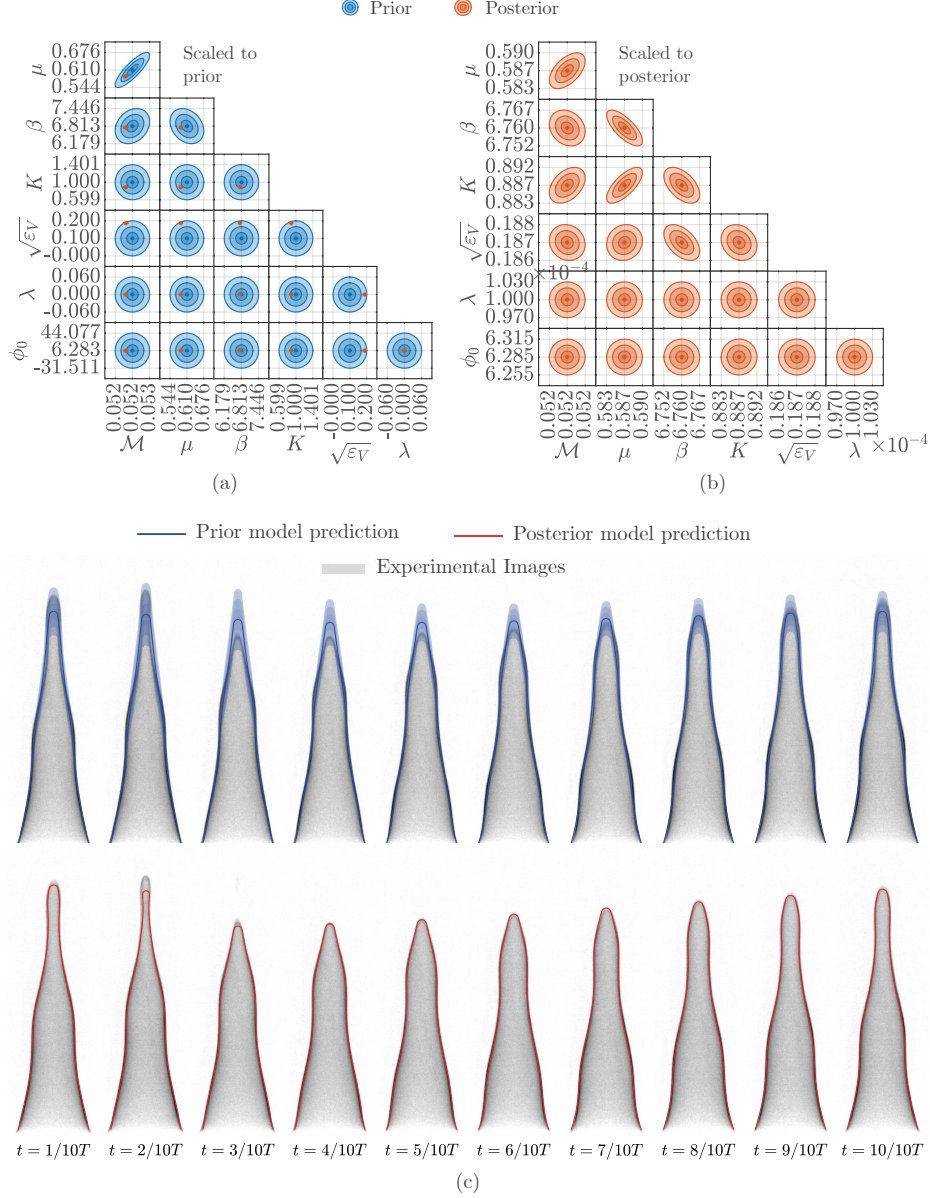 Prior Posterior
Scaled to
prior
μ 0.676 0.610 0.544
β 7.446 6.813 6.179
K 1.401 1.000 0.599
√ε_V 0.200 0.100 -0.000
λ 0.060 0.000 -0.060
ϕ₀ 44.077 6.283 -31.511
0.052 0.052 0.053 0.544 0.610 0.676 6.179 6.813 7.446 0.599 1.000 1.401 -0.000 0.100 0.200 -0.060 0.000 0.060
ℳ μ β K √ε_V λ
(a)
Scaled to
posterior
μ 0.590 0.587 0.583
β 6.767 6.760 6.752
K 0.892 0.887 0.883
√ε_V 0.188 0.187 0.186
×10⁻⁴
λ 1.030 1.000 0.970
ϕ₀ 6.315 6.285 6.255
0.052 0.052 0.052 0.583 0.587 0.590 6.752 6.760 6.767 0.883 0.887 0.892 0.186 0.187 0.188 0.970 1.000 1.030
ℳ μ β K √ε_V λ ×10⁻⁴
(b)
Prior model prediction Posterior model prediction
Experimental Images
t = 1/10T t = 2/10T t = 3/10T t = 4/10T t = 5/10T t = 6/10T t = 7/10T t = 8/10T t = 9/10T t = 10/10T
(c)